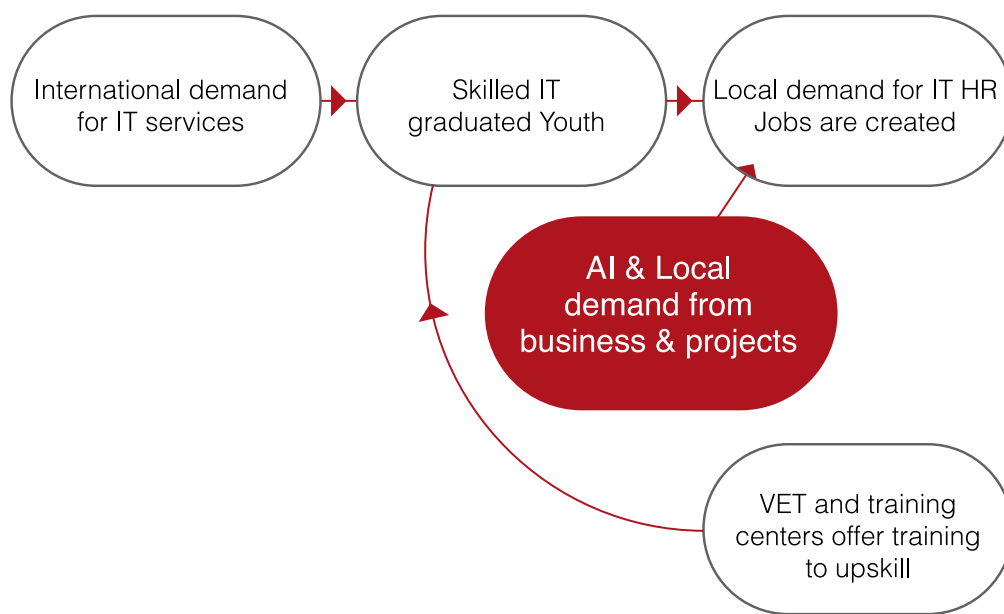 International demand
for IT services
Skilled IT
graduated Youth
Local demand for IT HR
Jobs are created
AI & Local
demand from
business & projects
VET and training
centers offer training
to upskill